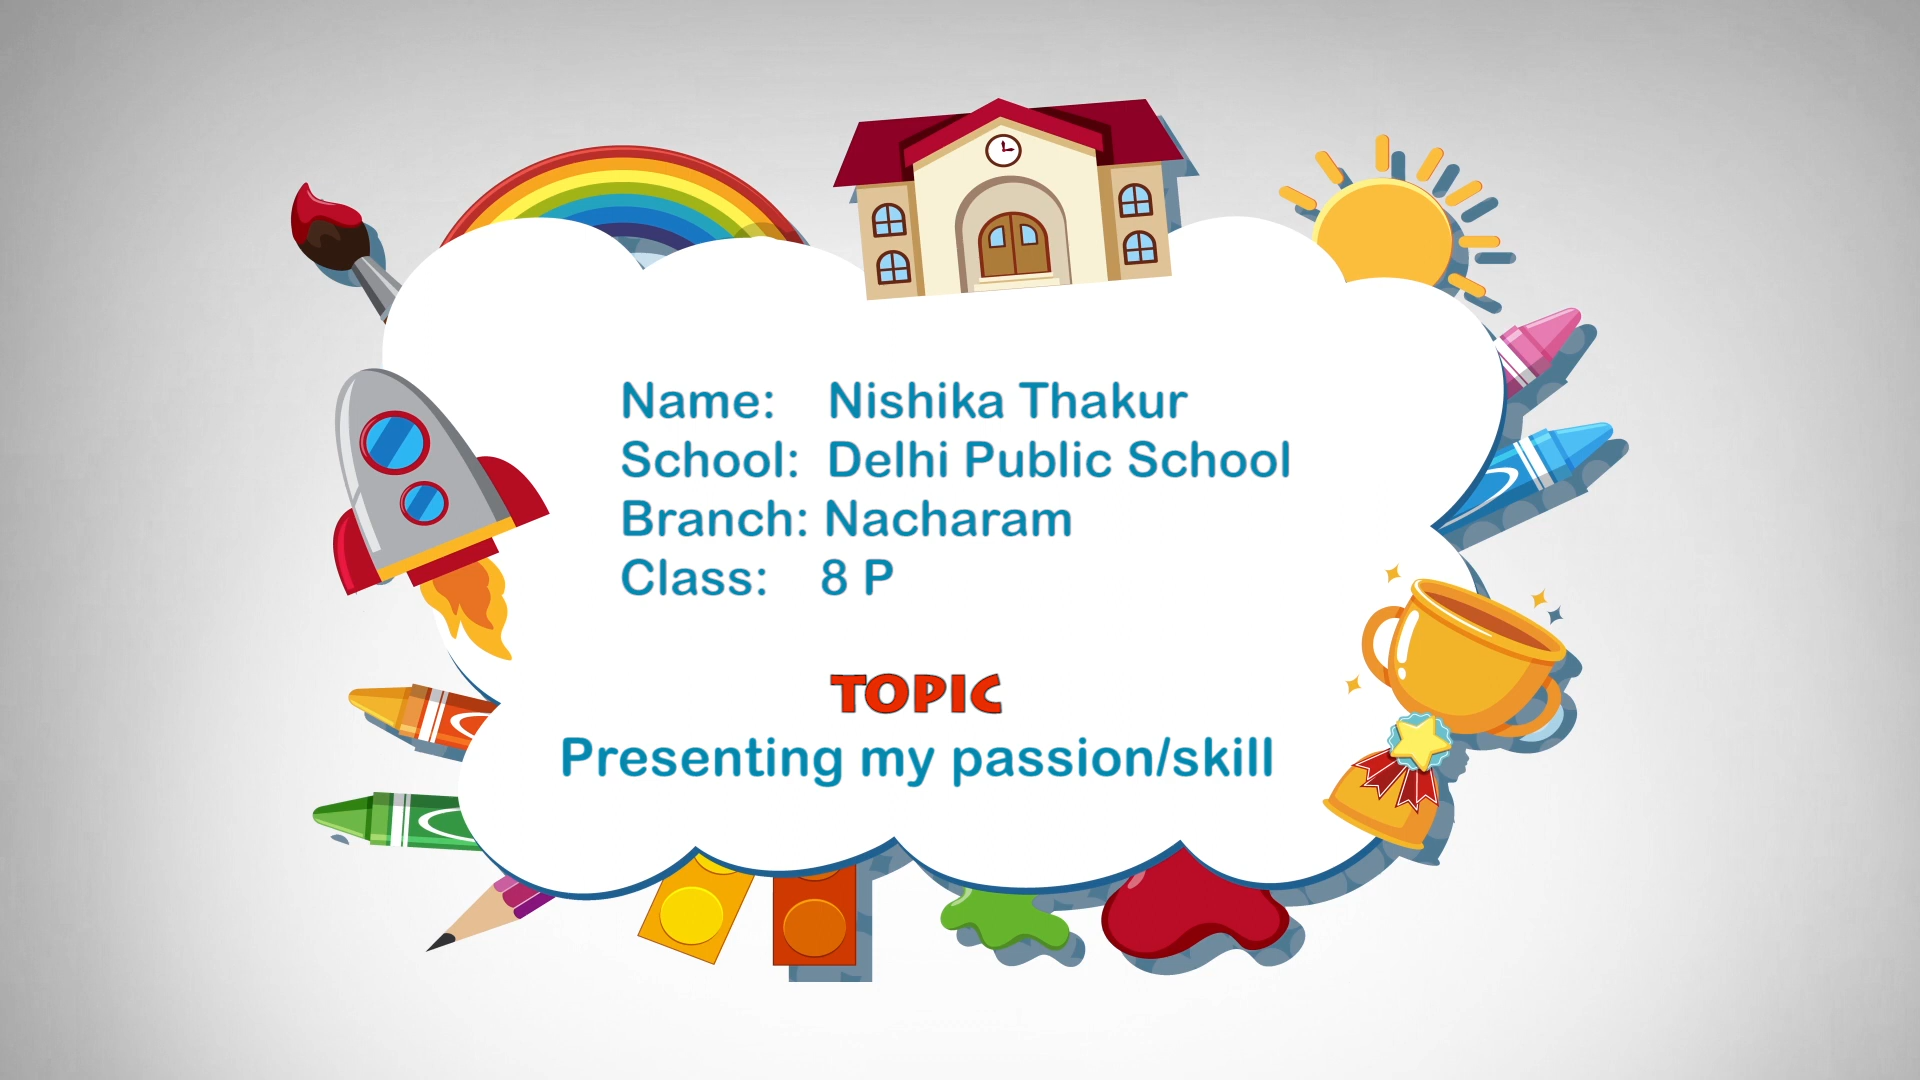 Name: Nishika Thakur
School: Delhi Public School
Branch: Nacharam
Class: 8 P
TOPIC
Presenting my passion/skill